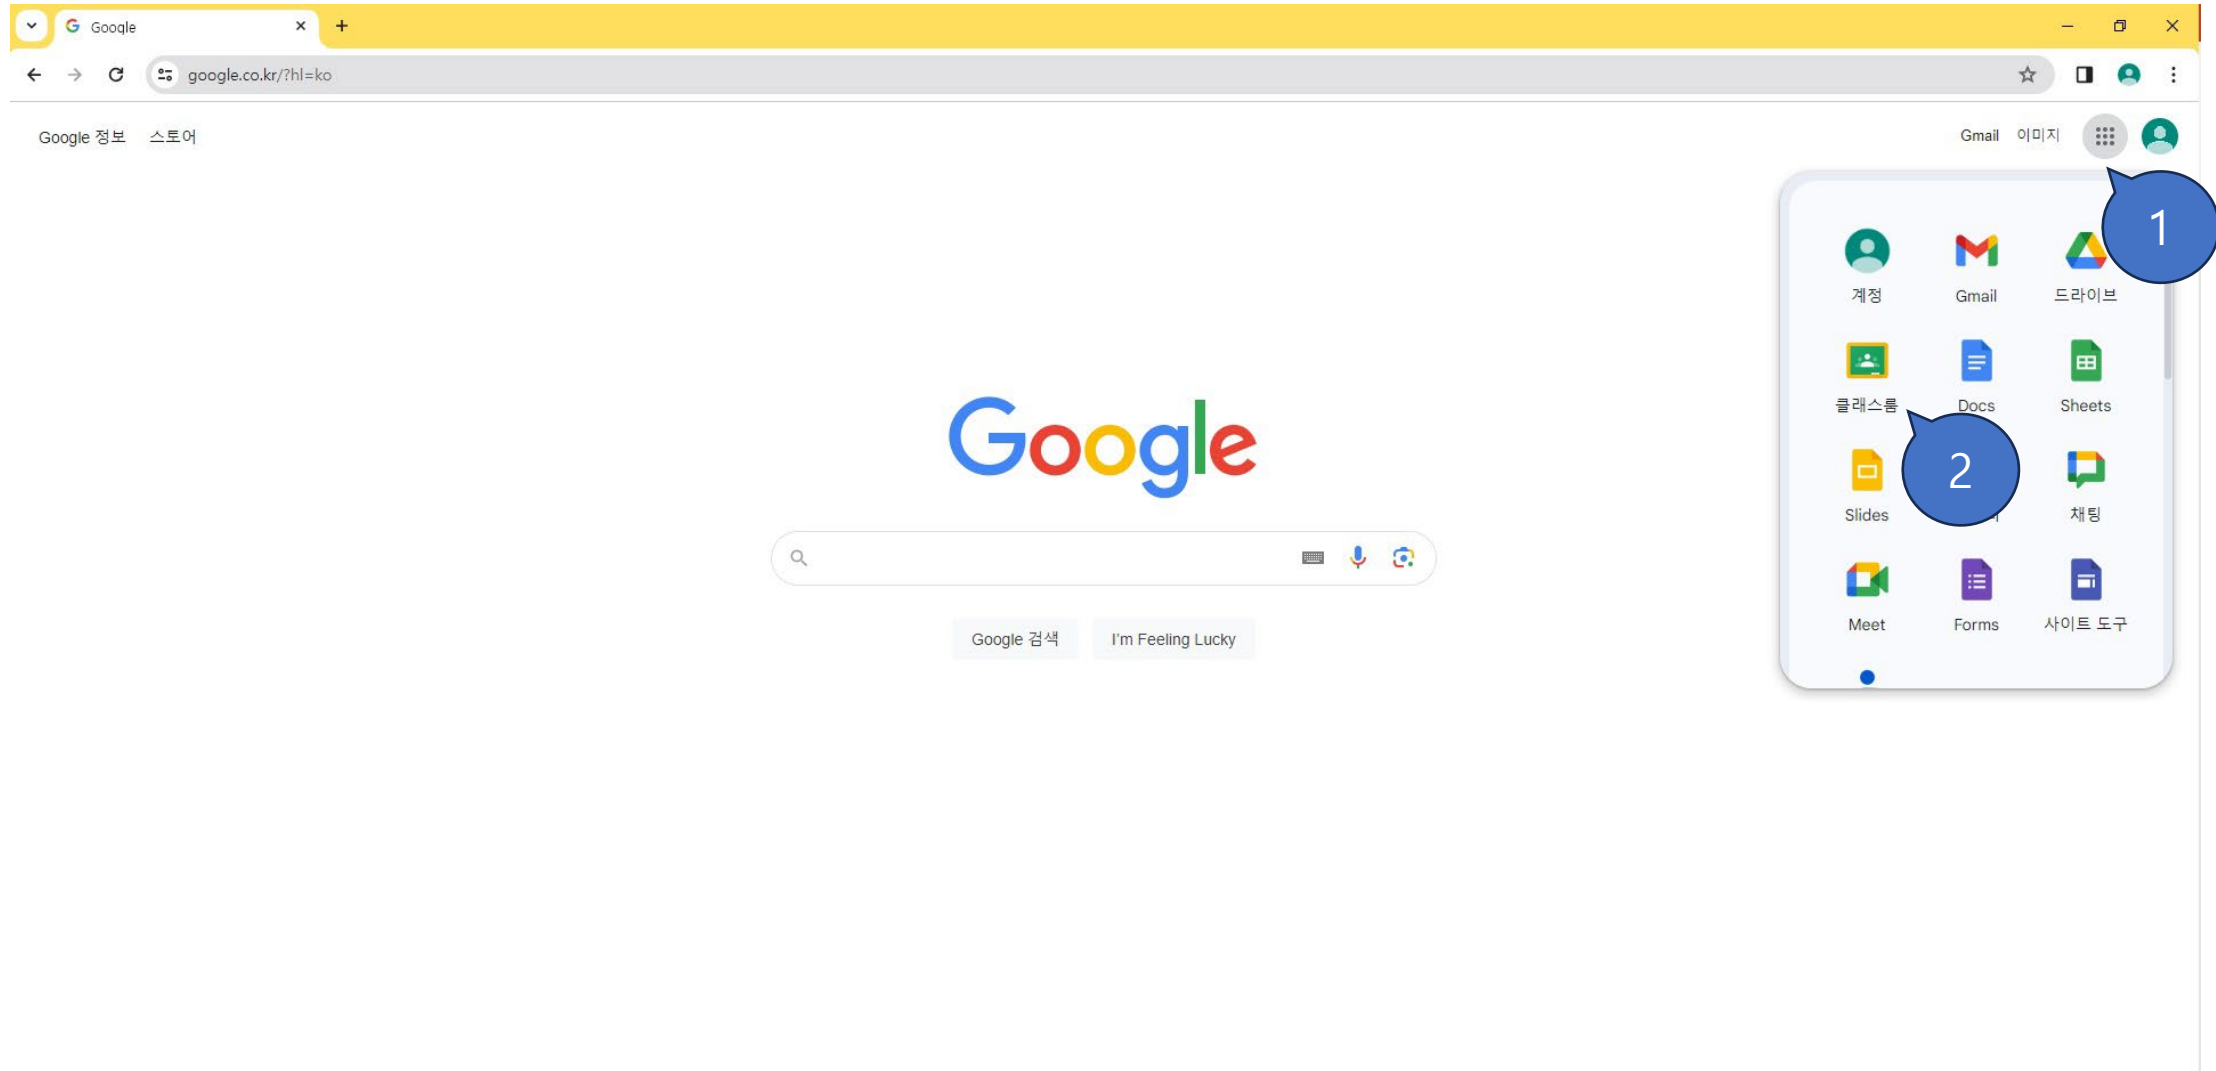 Google
google.co.kr/?hl=ko
Google 정보 스토어
Gmail 이미지
1
계정 Gmail 드라이브
클래스룸 Docs Sheets
Google
2
Slides 채팅
Google 검색 I'm Feeling Lucky
Meet Forms 사이트 도구